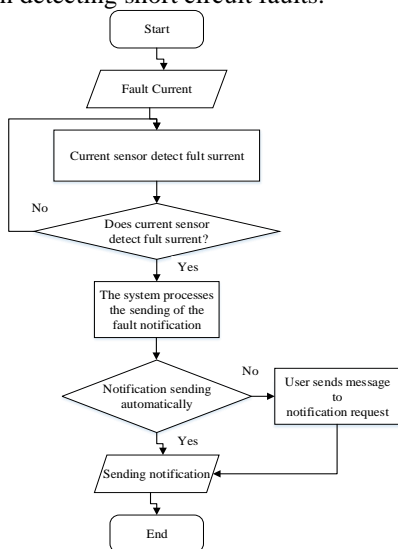 n detecting short circuit faults.
Start
Fault Current
Current sensor detect fult surrent
No
Does current sensor
detect fult surrent?
Yes
The system processes
the sending of the
fault notification
Notification sending
automatically
No
User sends message
to
notification request
Yes
Sending notification
End